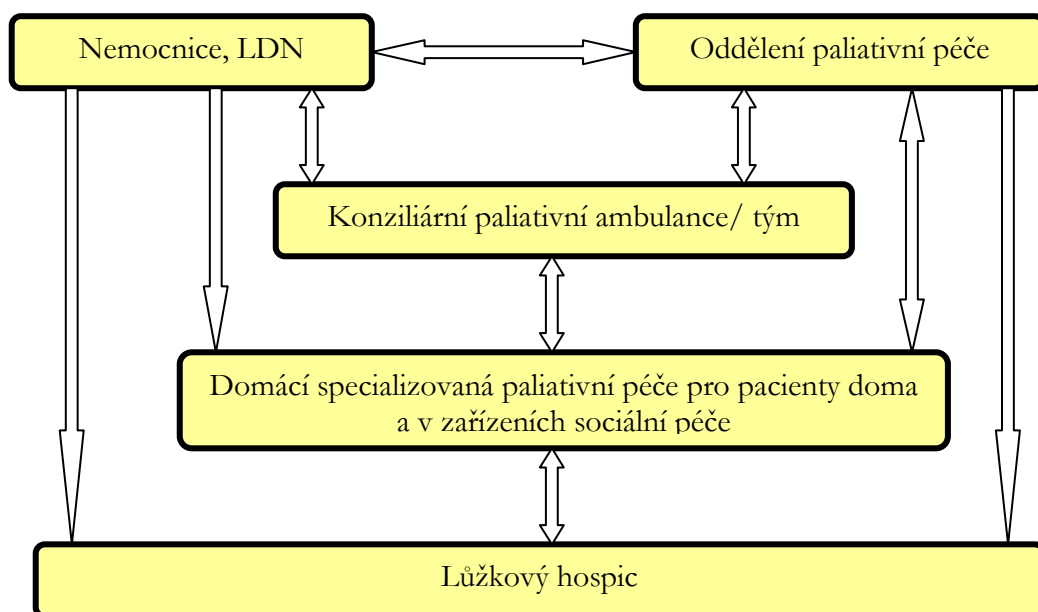 Nemocnice, LDN
Oddělení paliativní péče
Konziliární paliativní ambulance/ tým
Domácí specializovaná paliativní péče pro pacienty doma
a v zařízeních sociální péče
Lůžkový hospic